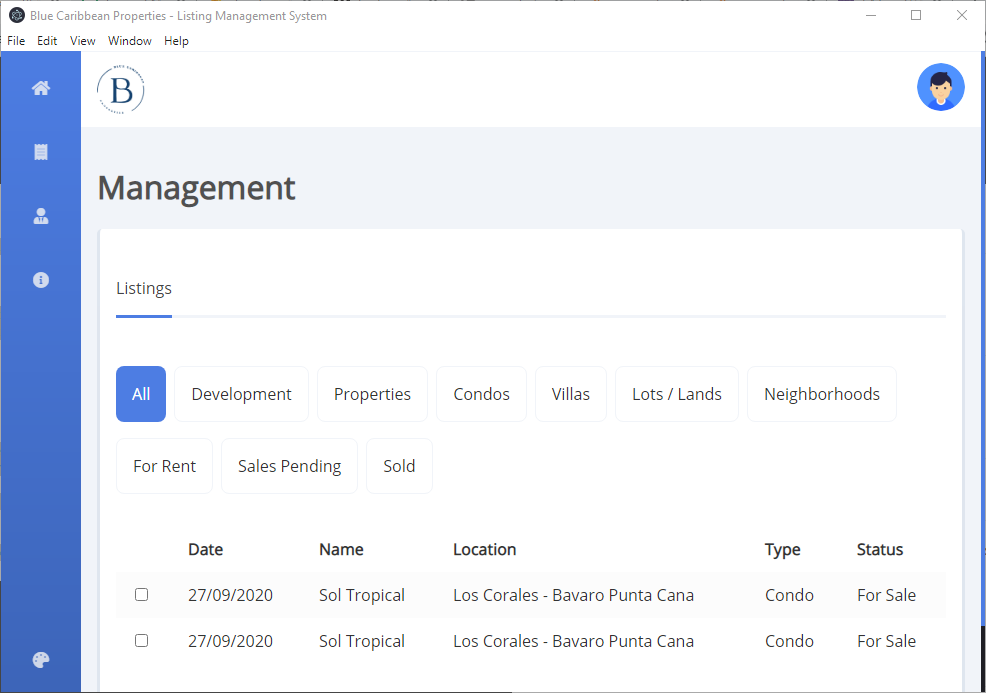 Blue Caribbean Properties - Listing Management System
File Edit View Window Help
B
Management
Listings
All Development Properties Condos Villas Lots / Lands Neighborhoods
For Rent Sales Pending Sold
Date Name Location Type Status
27/09/2020 Sol Tropical Los Corales - Bavaro Punta Cana Condo For Sale
27/09/2020 Sol Tropical Los Corales - Bavaro Punta Cana Condo For Sale